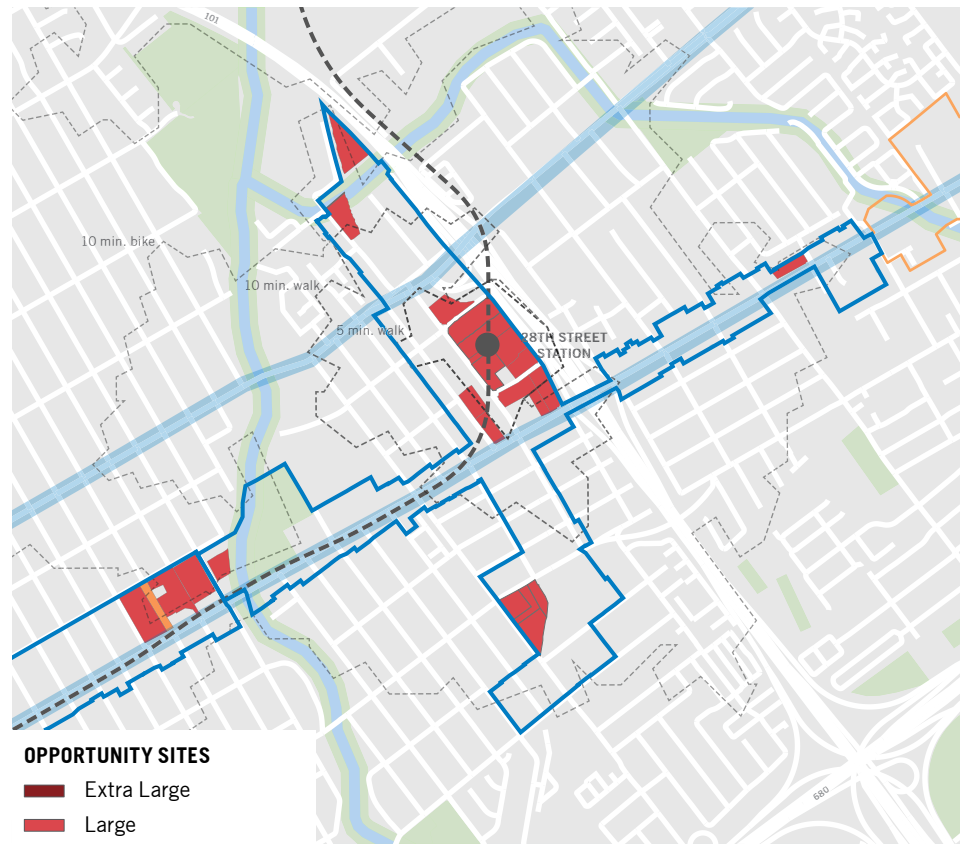 101
10 min. bike
10 min. walk
5 min. walk
28TH STREET
STATION
680
OPPORTUNITY SITES
Extra Large
Large